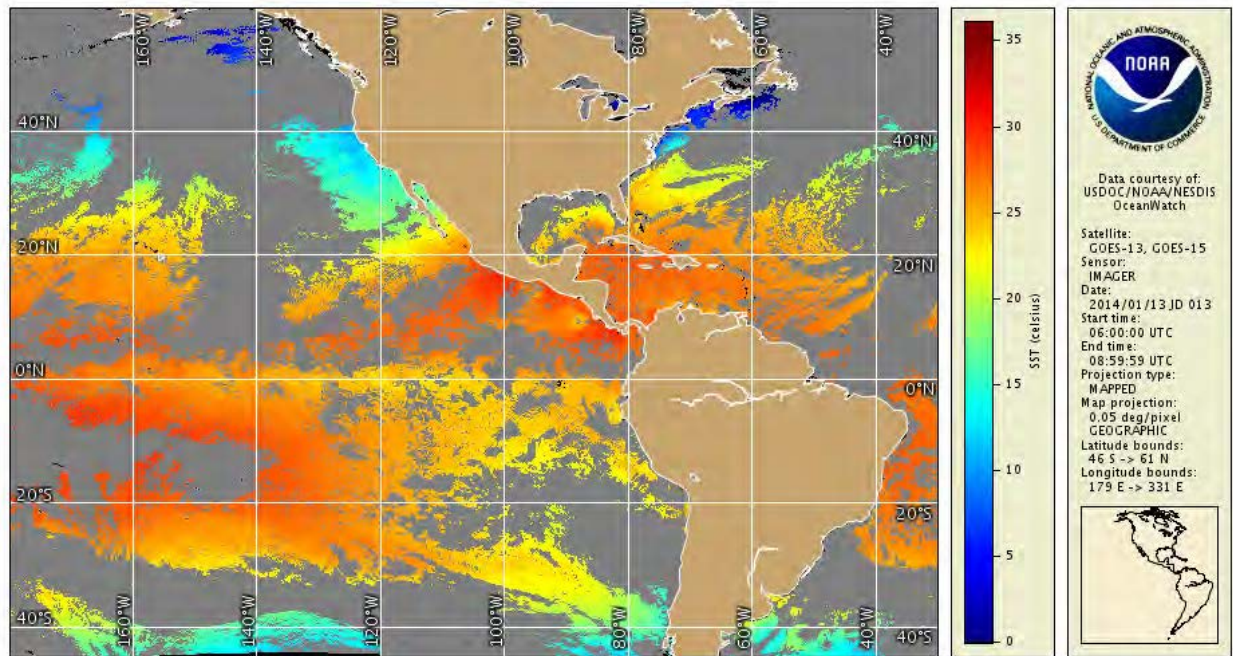 160°W
140°W
120°W
100°W
80°W
60°W
40°W
40°N
40°N
20°N
20°N
0°N
0°N
20°S
20°S
40°S
40°S
160°W
140°W
120°W
100°W
80°W
60°W
40°W
35
30
25
20
15
10
5
0
SST (celsius)
NATIONAL OCEANIC AND ATMOSPHERIC ADMINISTRATION
NOAA
U.S. DEPARTMENT OF COMMERCE
Data courtesy of:
USDOC/NOAA/NESDIS
OceanWatch
Satellite:
GOES-13, GOES-15
Sensor:
IMAGER
Date:
2014/01/13 JD 013
Start time:
06:00:00 UTC
End time:
08:59:59 UTC
Projection type:
MAPPED
Map projection:
0.05 deg/pixel
GEOGRAPHIC
Latitude bounds:
46 S -> 61 N
Longitude bounds:
179 E -> 331 E